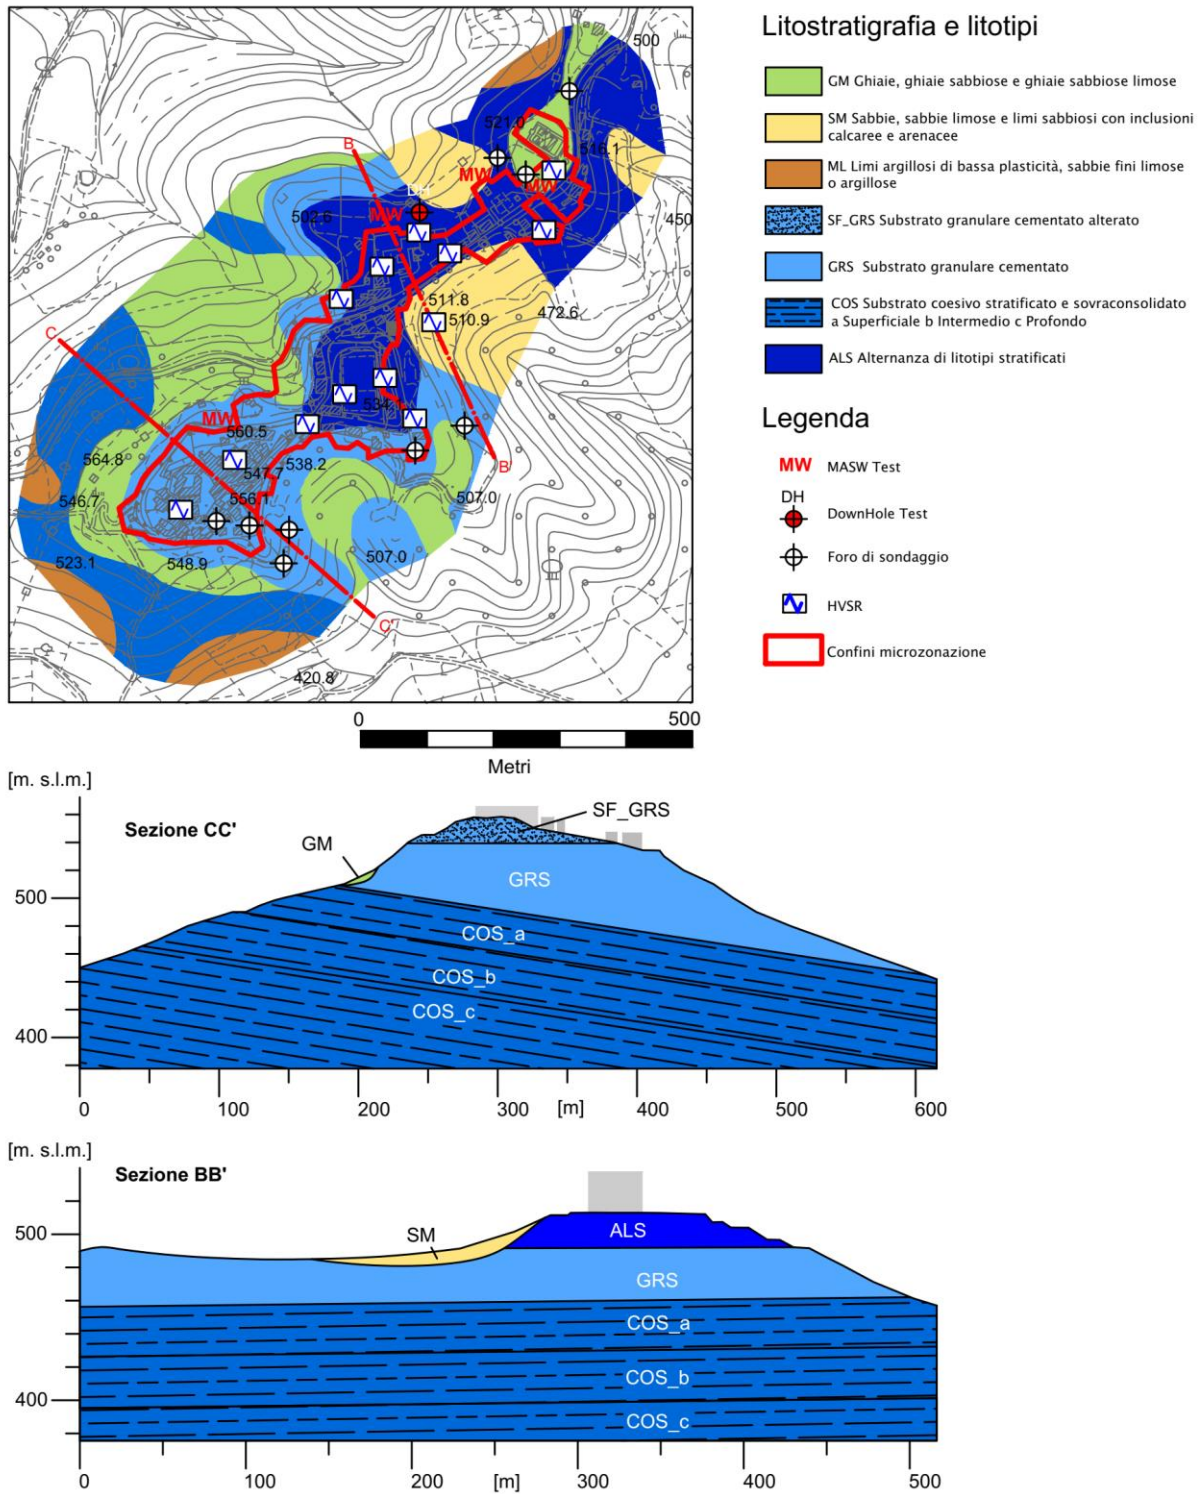 Litostratigrafia e litotipi
GM Ghiaie, ghiaie sabbiose e ghiaie sabbiose limose
SM Sabbie, sabbie limose e limi sabbiosi con inclusioni
calcaree e arenacee
ML Limi argillosi di bassa plasticità, sabbie fini limose
o argillose
SF_GRS Substrato granulare cementato alterato
GRS Substrato granulare cementato
COS Substrato coesivo stratificato e sovraconsolidato
a Superficiale b Intermedio c Profondo
ALS Alternanza di litotipi stratificati
Legenda
MW MASW Test
DH
DownHole Test
Foro di sondaggio
HVSR
Confini microzonazione
500
521.0
516.1
B
MW
MW
DH
MW
502.6
450
511.8
510.9
472.6
C
534.
MW
560.5
564.8
538.2
547.7
B'
546.7
556.1
507.0
523.1
548.9
507.0
C'
420.8
0 500
Metri
[m. s.l.m.]
Sezione CC'
SF_GRS
GM
GRS
500
COS_a
COS_b
COS_c
400
0 100 200 300 [m] 400 500 600
[m. s.l.m.]
Sezione BB'
500
SM
ALS
GRS
COS_a
COS_b
400
COS_c
0 100 200 [m] 300 400 500